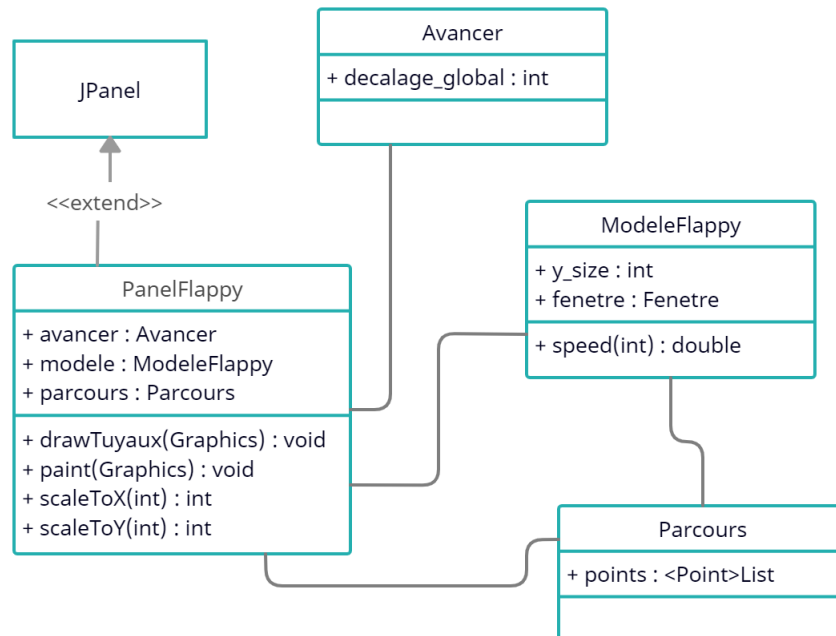 Avancer
+ decalage_global : int
JPanel
<<extend>>
ModeleFlappy
+ y_size : int
+ fenetre : Fenetre
+ speed(int) : double
PanelFlappy
+ avancer : Avancer
+ modele : ModeleFlappy
+ parcours : Parcours
+ drawTuyaux(Graphics) : void
+ paint(Graphics) : void
+ scaleToX(int) : int
+ scaleToY(int) : int
Parcours
+ points : <Point>List